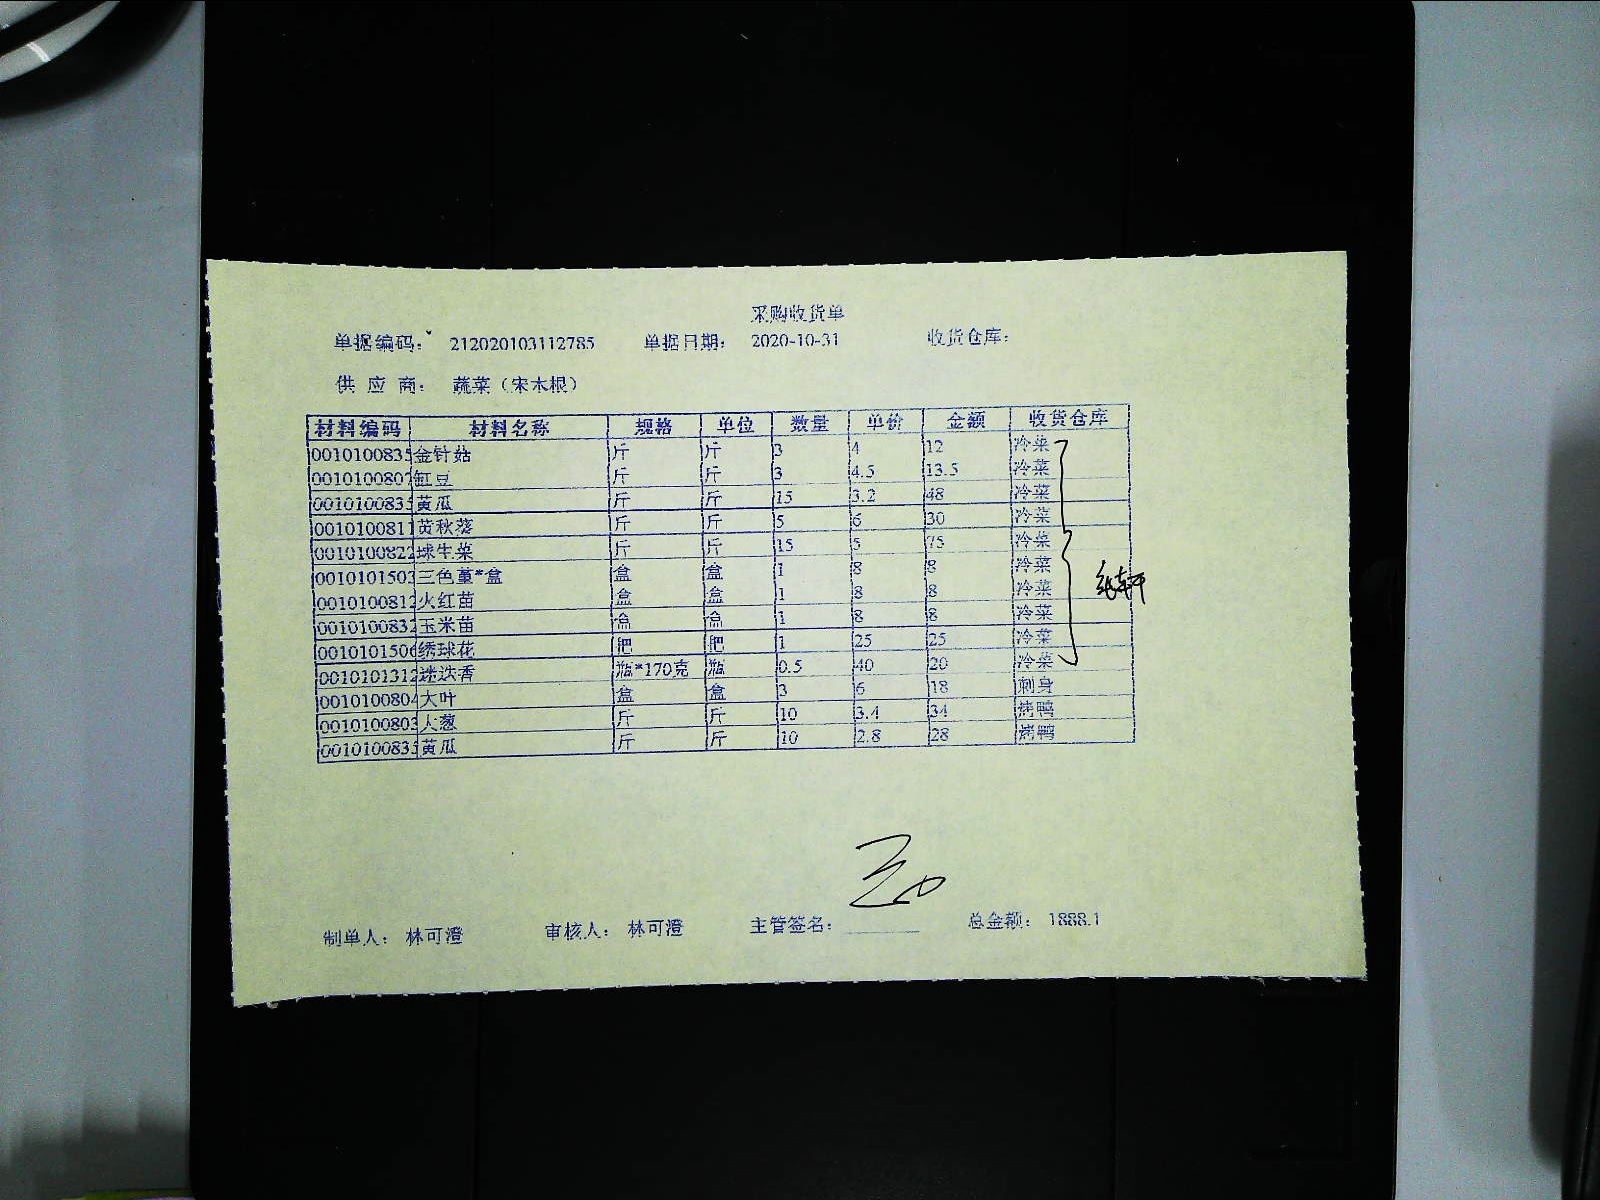 采购收货单
单据编码： 212020103112785 单据日期： 2020-10-31 收货仓库：
供 应 商： 蔬菜（宋木根）
材料编码 材料名称 规格 单位 数量 单价 金额 收货仓库
0010100835 金针菇 斤 斤 3 4 12 冷菜
001010080 缸豆 斤 斤 3 4.5 13.5 冷菜
001010083 黄瓜 斤 斤 15 3.2 48 冷菜
0010100811 黄秋葵 斤 斤 5 6 30 冷菜
0010100822 球生菜 斤 斤 15 5 75 冷菜
001010150 三色堇*盒 盒 盒 1 8 8 冷菜
001010081 火红苗 盒 盒 1 8 8 冷菜
001010083 玉米苗 盒 盒 1 8 8 冷菜
001010150 绣球花 把 把 1 25 25 冷菜
001010131 迷迭香 瓶*170克 瓶 0.5 40 20 冷菜
001010080 大叶 盒 盒 3 6 18 刺身
001010080 大葱 斤 斤 10 3.4 34 烤鸭
001010083 黄瓜 斤 斤 10 2.8 28 烤鸭
制单人： 林可澄 审核人： 林可澄 主管签名： 总金额： 1888.1